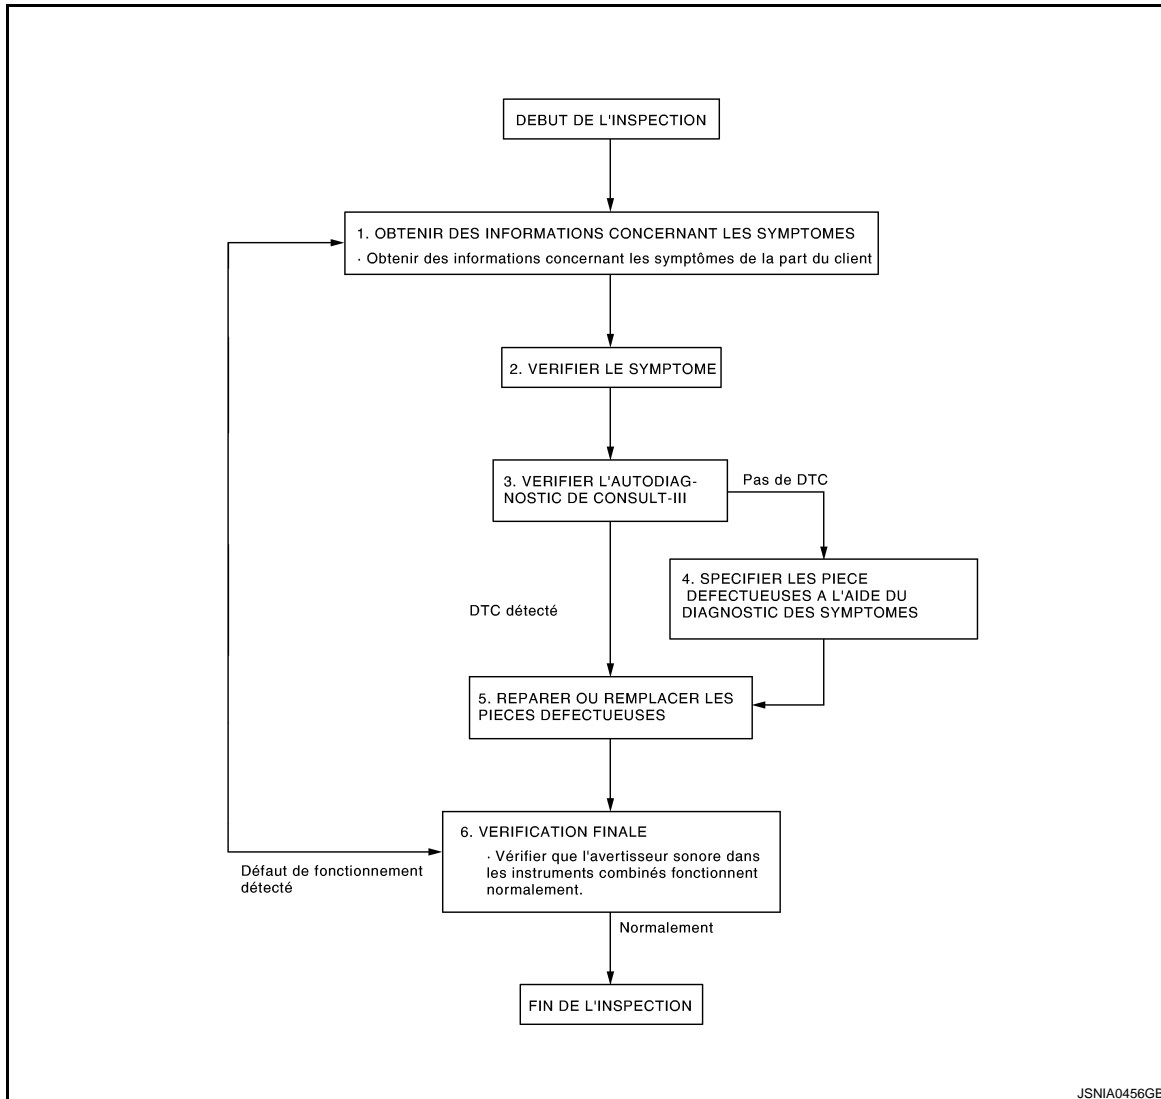 DEBUT DE L'INSPECTION
1. OBTENIR DES INFORMATIONS CONCERNANT LES SYMPTOMES
· Obtenir des informations concernant les symptômes de la part du client
2. VERIFIER LE SYMPTOME
3. VERIFIER L'AUTODIAG-
NOSTIC DE CONSULT-III
Pas de DTC
4. SPECIFIER LES PIECE
DEFECTUEUSES A L'AIDE DU
DIAGNOSTIC DES SYMPTOMES
DTC détecté
5. REPARER OU REMPLACER LES
PIECES DEFECTUEUSES
6. VERIFICATION FINALE
· Vérifier que l'avertisseur sonore dans
les instruments combinés fonctionnent
normalement.
Défaut de fonctionnement
détecté
Normalement
FIN DE L'INSPECTION
JSNIA0456GB